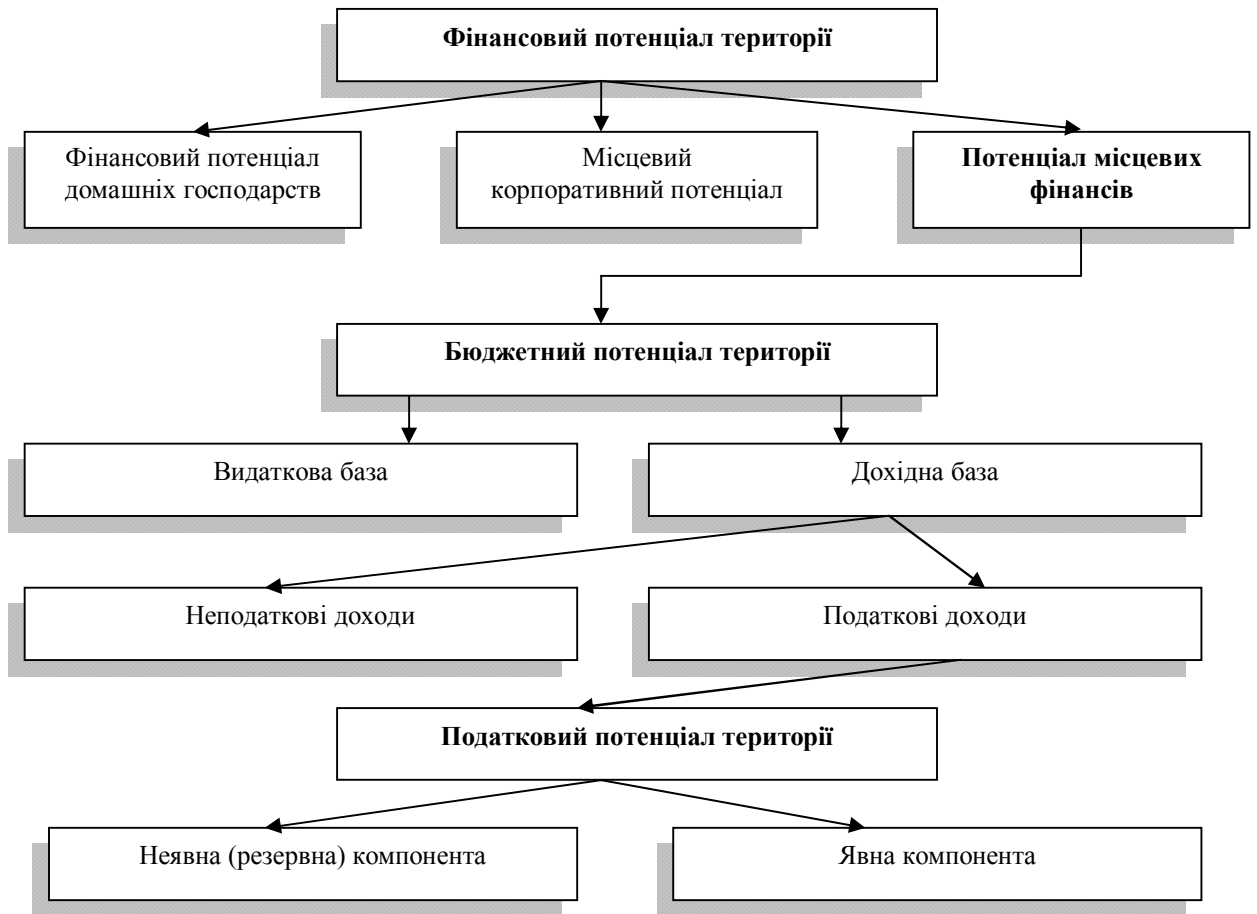 Фінансовий потенціал території
Фінансовий потенціал
домашніх господарств
Місцевий
корпоративний потенціал
Потенціал місцевих
фінансів
Бюджетний потенціал території
Видаткова база
Дохідна база
Неподаткові доходи
Податкові доходи
Податковий потенціал території
Неявна (резервна) компонента
Явна компонента